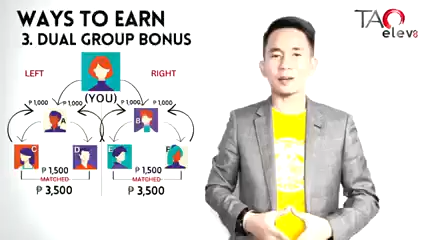 WAYS TO EARN
3. DUAL GROUP BONUS
TAO
elev8
LEFT
RIGHT
(YOU)
₱ 1,000
₱ 1,000
₱ 1,000
₱ 1,000
A
B
C
D
E
F
₱ 1,500
MATCHED
₱ 3,500
₱ 1,500
MATCHED
₱ 3,500